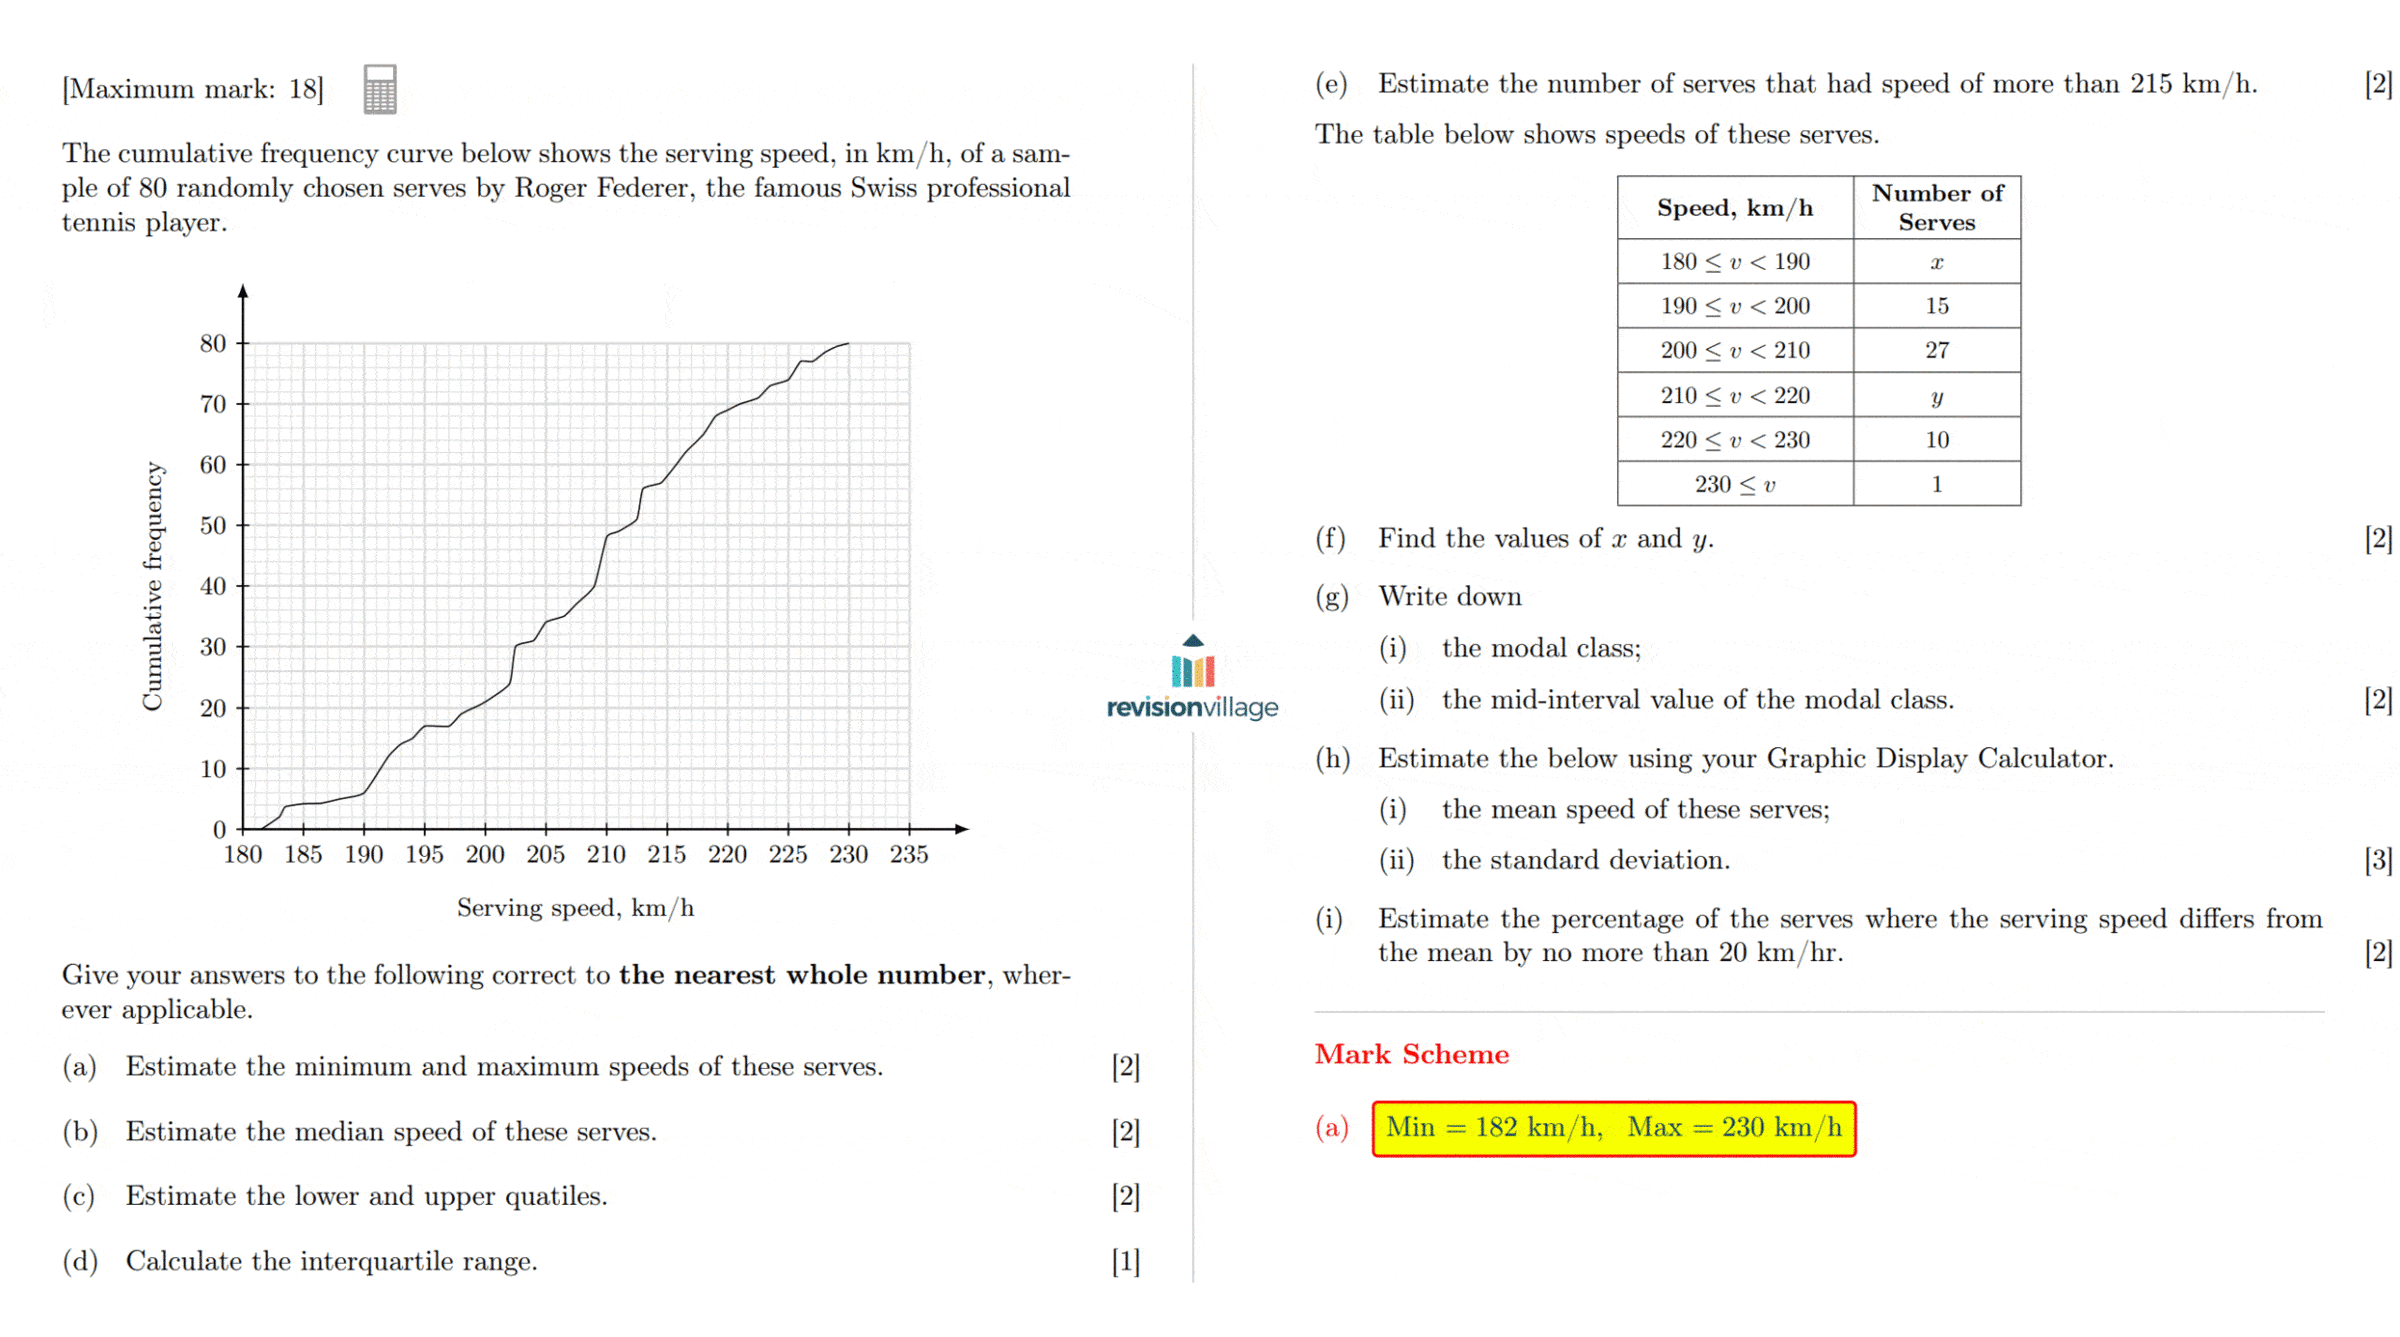 [Maximum mark: 18]
The cumulative frequency curve below shows the serving speed, in km/h, of a sam-
ple of 80 randomly chosen serves by Roger Federer, the famous Swiss professional
tennis player.
Cumulative frequency
80
70
60
50
40
30
20
10
0
180 185 190 195 200 205 210 215 220 225 230 235
Serving speed, km/h
Give your answers to the following correct to the nearest whole number, wher-
ever applicable.
(a) Estimate the minimum and maximum speeds of these serves. [2]
(b) Estimate the median speed of these serves. [2]
(c) Estimate the lower and upper quatiles. [2]
(d) Calculate the interquartile range. [1]
revisionvillage
(e) Estimate the number of serves that had speed of more than 215 km/h. [2]
The table below shows speeds of these serves.
Speed, km/h Number of
Serves
180 ≤ v < 190 x
190 ≤ v < 200 15
200 ≤ v < 210 27
210 ≤ v < 220 y
220 ≤ v < 230 10
230 ≤ v 1
(f) Find the values of x and y. [2]
(g) Write down
(i) the modal class;
(ii) the mid-interval value of the modal class. [2]
(h) Estimate the below using your Graphic Display Calculator.
(i) the mean speed of these serves;
(ii) the standard deviation. [3]
(i) Estimate the percentage of the serves where the serving speed differs from
the mean by no more than 20 km/hr. [2]
Mark Scheme
(a) Min = 182 km/h, Max = 230 km/h